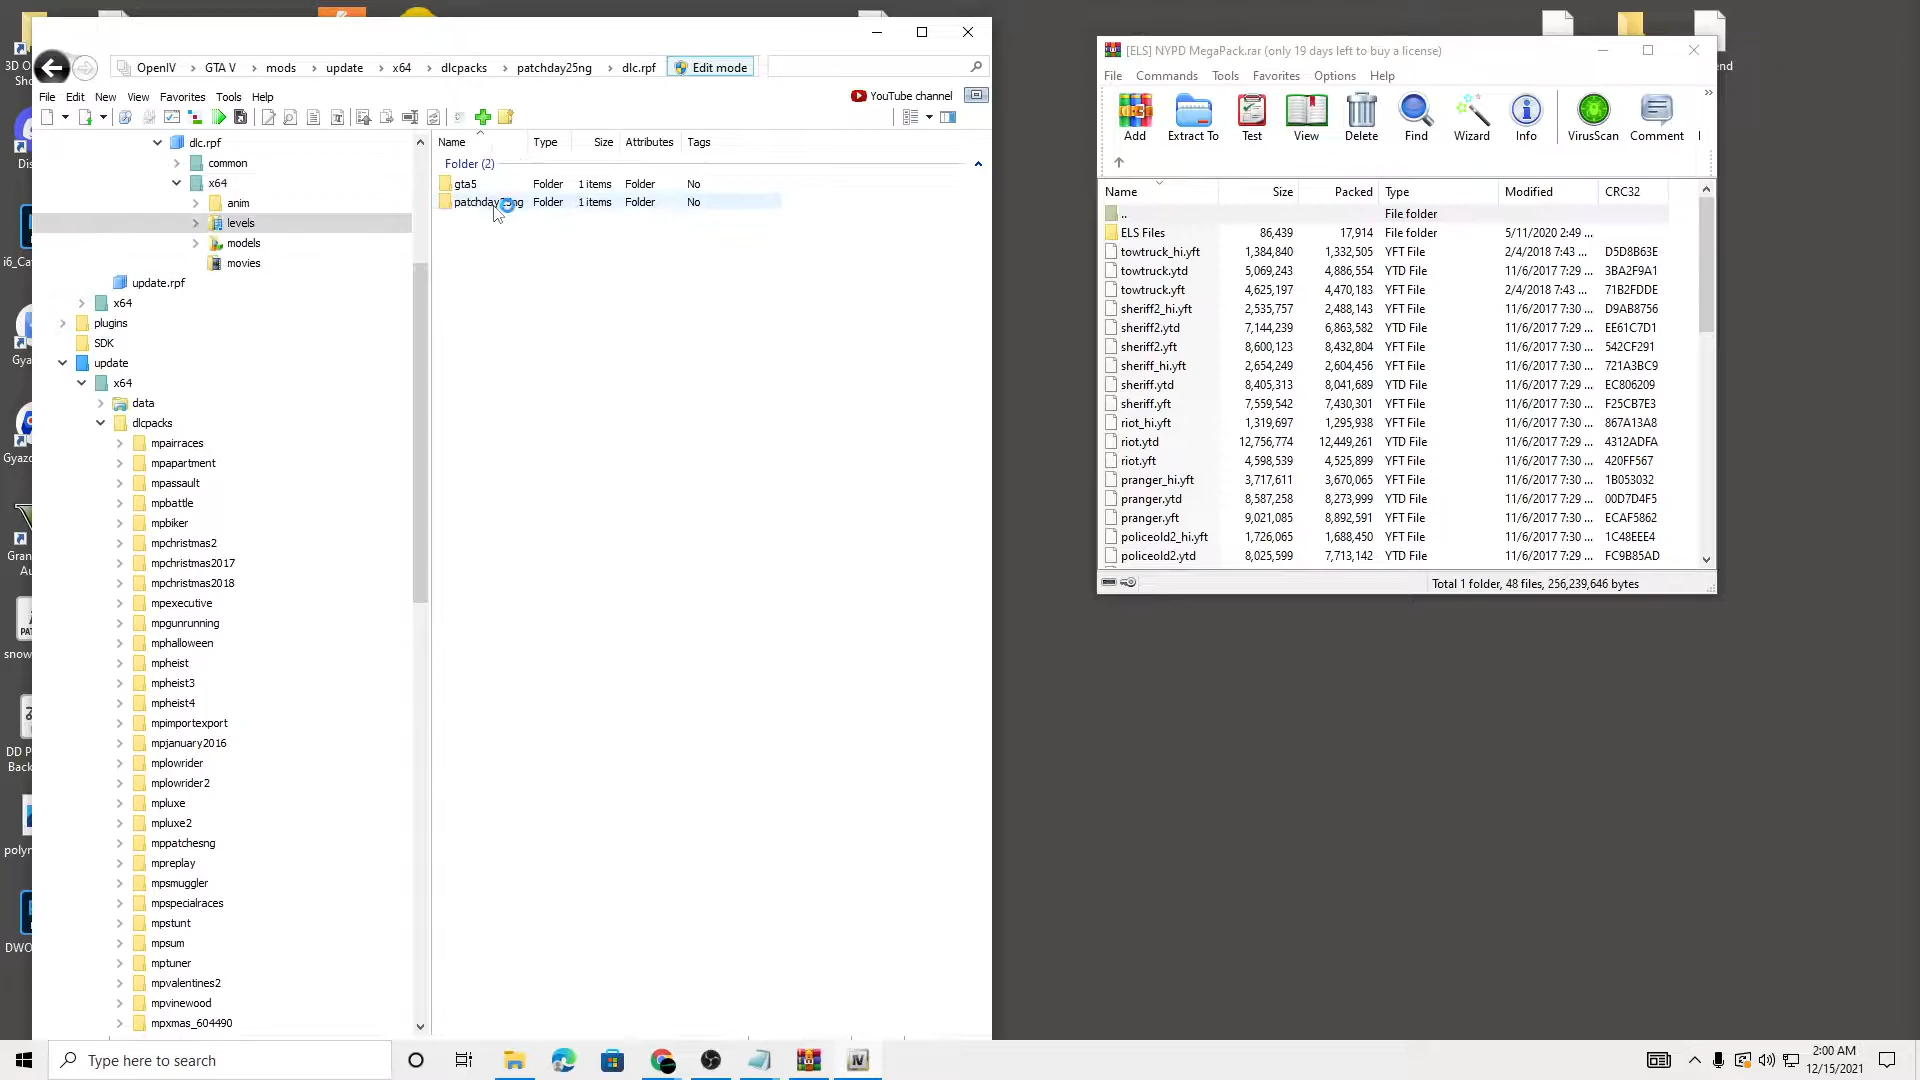 OpenIV > GTA V > mods > update > x64 > dlcpacks > patchday25ng > dlc.rpf Edit mode
File Edit New View Favorites Tools Help YouTube channel
dlc.rpf
common
x64
anim
levels
models
movies
update.rpf
x64
plugins
SDK
update
x64
data
dlcpacks
mpairraces
mpapartment
mpassault
mpbattle
mpbiker
mpchristmas2
mpchristmas2017
mpchristmas2018
mpexecutive
mpgunrunning
mphalloween
mpheist
mpheist3
mpheist4
mpimportexport
mpjanuary2016
mplowrider
mplowrider2
mpluxe
mpluxe2
mppatchesng
mpreplay
mpsmuggler
mpspecialraces
mpstunt
mpsum
mptuner
mpvalentines2
mpvinewood
mpxmas_604490
Name Type Size Attributes Tags
Folder (2)
gta5 Folder 1 items Folder No
patchday25ng Folder 1 items Folder No
[ELS] NYPD MegaPack.rar (only 19 days left to buy a license)
File Commands Tools Favorites Options Help
Add Extract To Test View Delete Find Wizard Info VirusScan Comment
Name Size Packed Type Modified CRC32
.. File folder
ELS Files 86,439 17,914 File folder 5/11/2020 2:49 ...
towtruck_hi.yft 1,384,840 1,332,505 YFT File 2/4/2018 7:43 ... D5D8B63E
towtruck.ytd 5,069,243 4,886,554 YTD File 11/6/2017 7:29 ... 3BA2F9A1
towtruck.yft 4,625,197 4,470,183 YFT File 2/4/2018 7:43 ... 71B2FDDE
sheriff2_hi.yft 2,535,757 2,488,143 YFT File 11/6/2017 7:30 ... D9AB8756
sheriff2.ytd 7,144,239 6,863,582 YTD File 11/6/2017 7:29 ... EE61C7D1
sheriff2.yft 8,600,123 8,432,804 YFT File 11/6/2017 7:30 ... 542CF291
sheriff_hi.yft 2,654,249 2,604,456 YFT File 11/6/2017 7:30 ... 721A3BC9
sheriff.ytd 8,405,313 8,041,689 YTD File 11/6/2017 7:29 ... EC806209
sheriff.yft 7,559,542 7,430,301 YFT File 11/6/2017 7:30 ... F25CB7E3
riot_hi.yft 1,319,697 1,295,938 YFT File 11/6/2017 7:30 ... 867A13A8
riot.ytd 12,756,774 12,449,261 YTD File 11/6/2017 7:29 ... 4312ADFA
riot.yft 4,598,539 4,525,899 YFT File 11/6/2017 7:30 ... 420FF567
pranger_hi.yft 3,717,611 3,670,065 YFT File 11/6/2017 7:30 ... 1B053032
pranger.ytd 8,587,258 8,273,999 YTD File 11/6/2017 7:29 ... 00D7D4F5
pranger.yft 9,021,085 8,892,591 YFT File 11/6/2017 7:30 ... ECAF5862
policeold2_hi.yft 1,726,065 1,688,450 YFT File 11/6/2017 7:30 ... 1C48EEE4
policeold2.ytd 8,025,599 7,713,142 YTD File 11/6/2017 7:29 ... FC9B85AD
Total 1 folder, 48 files, 256,239,646 bytes
3D O
Sho
Dis
i6_Cat
Gya
Gyaz
Gran
Au
snow
DD P
Back
poly
DWO
Type here to search
2:00 AM
12/15/2021